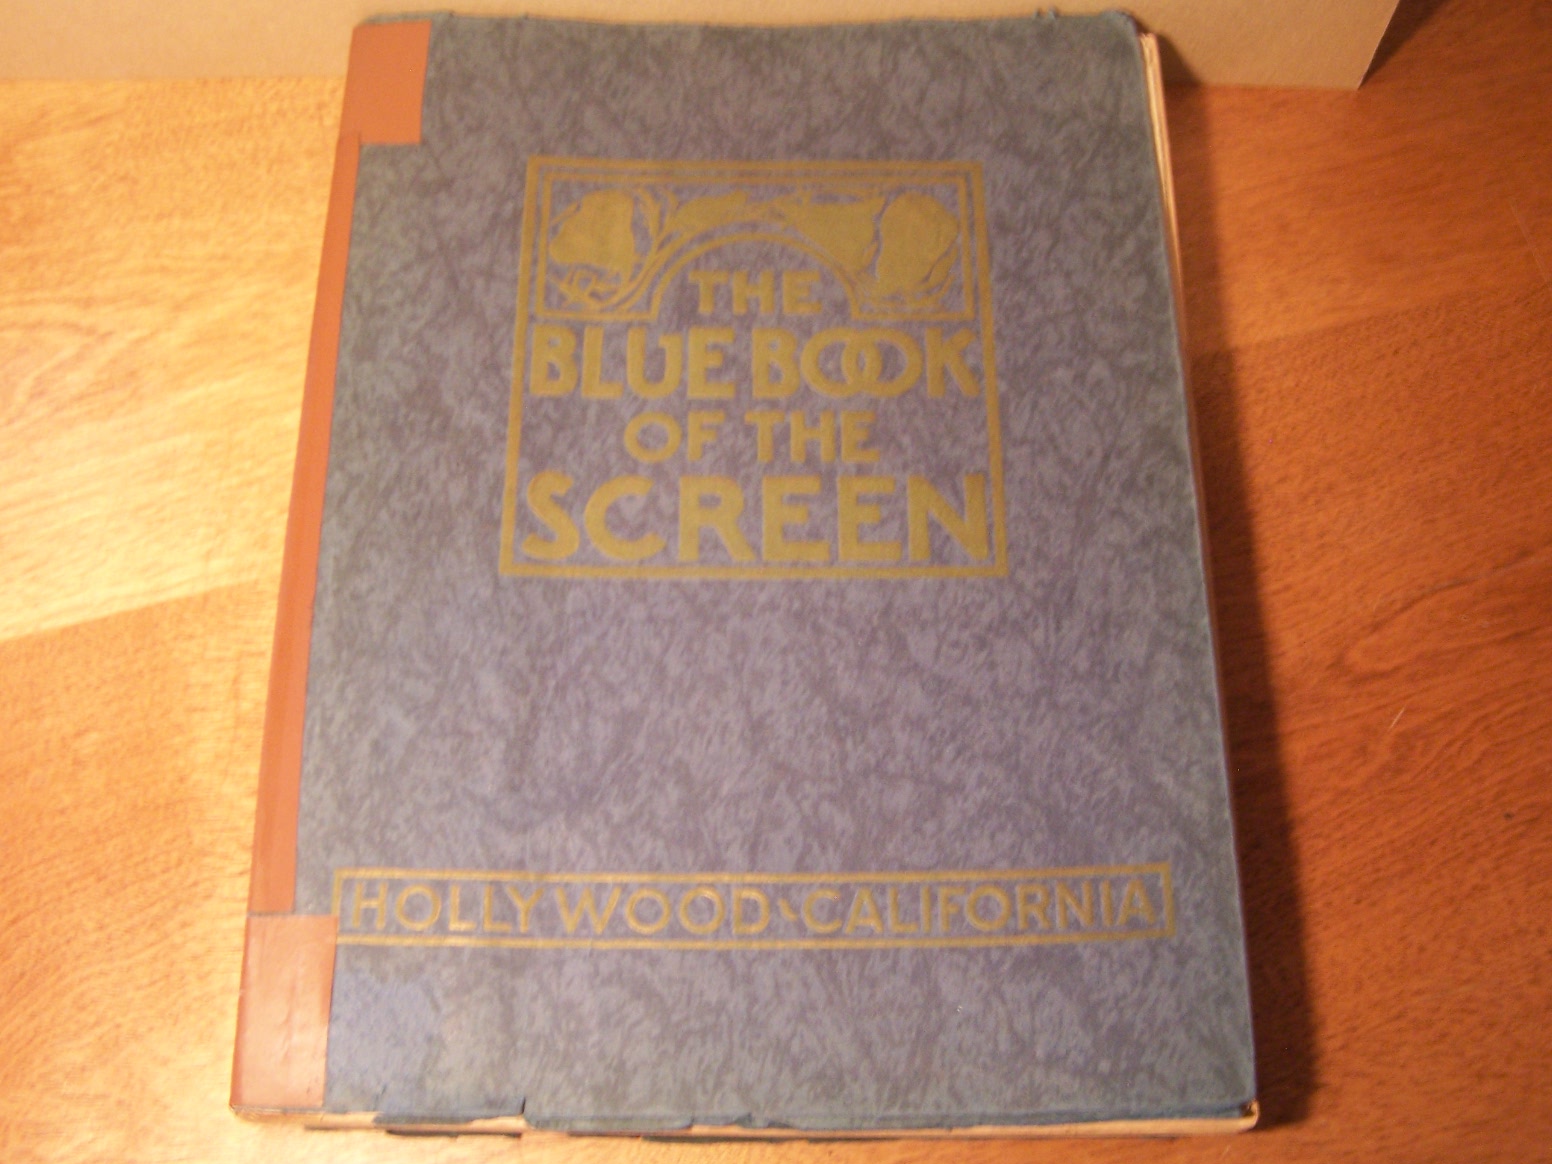 THE
BLUE BOOK
OF THE
SCREEN
HOLLYWOOD CALIFORNIA